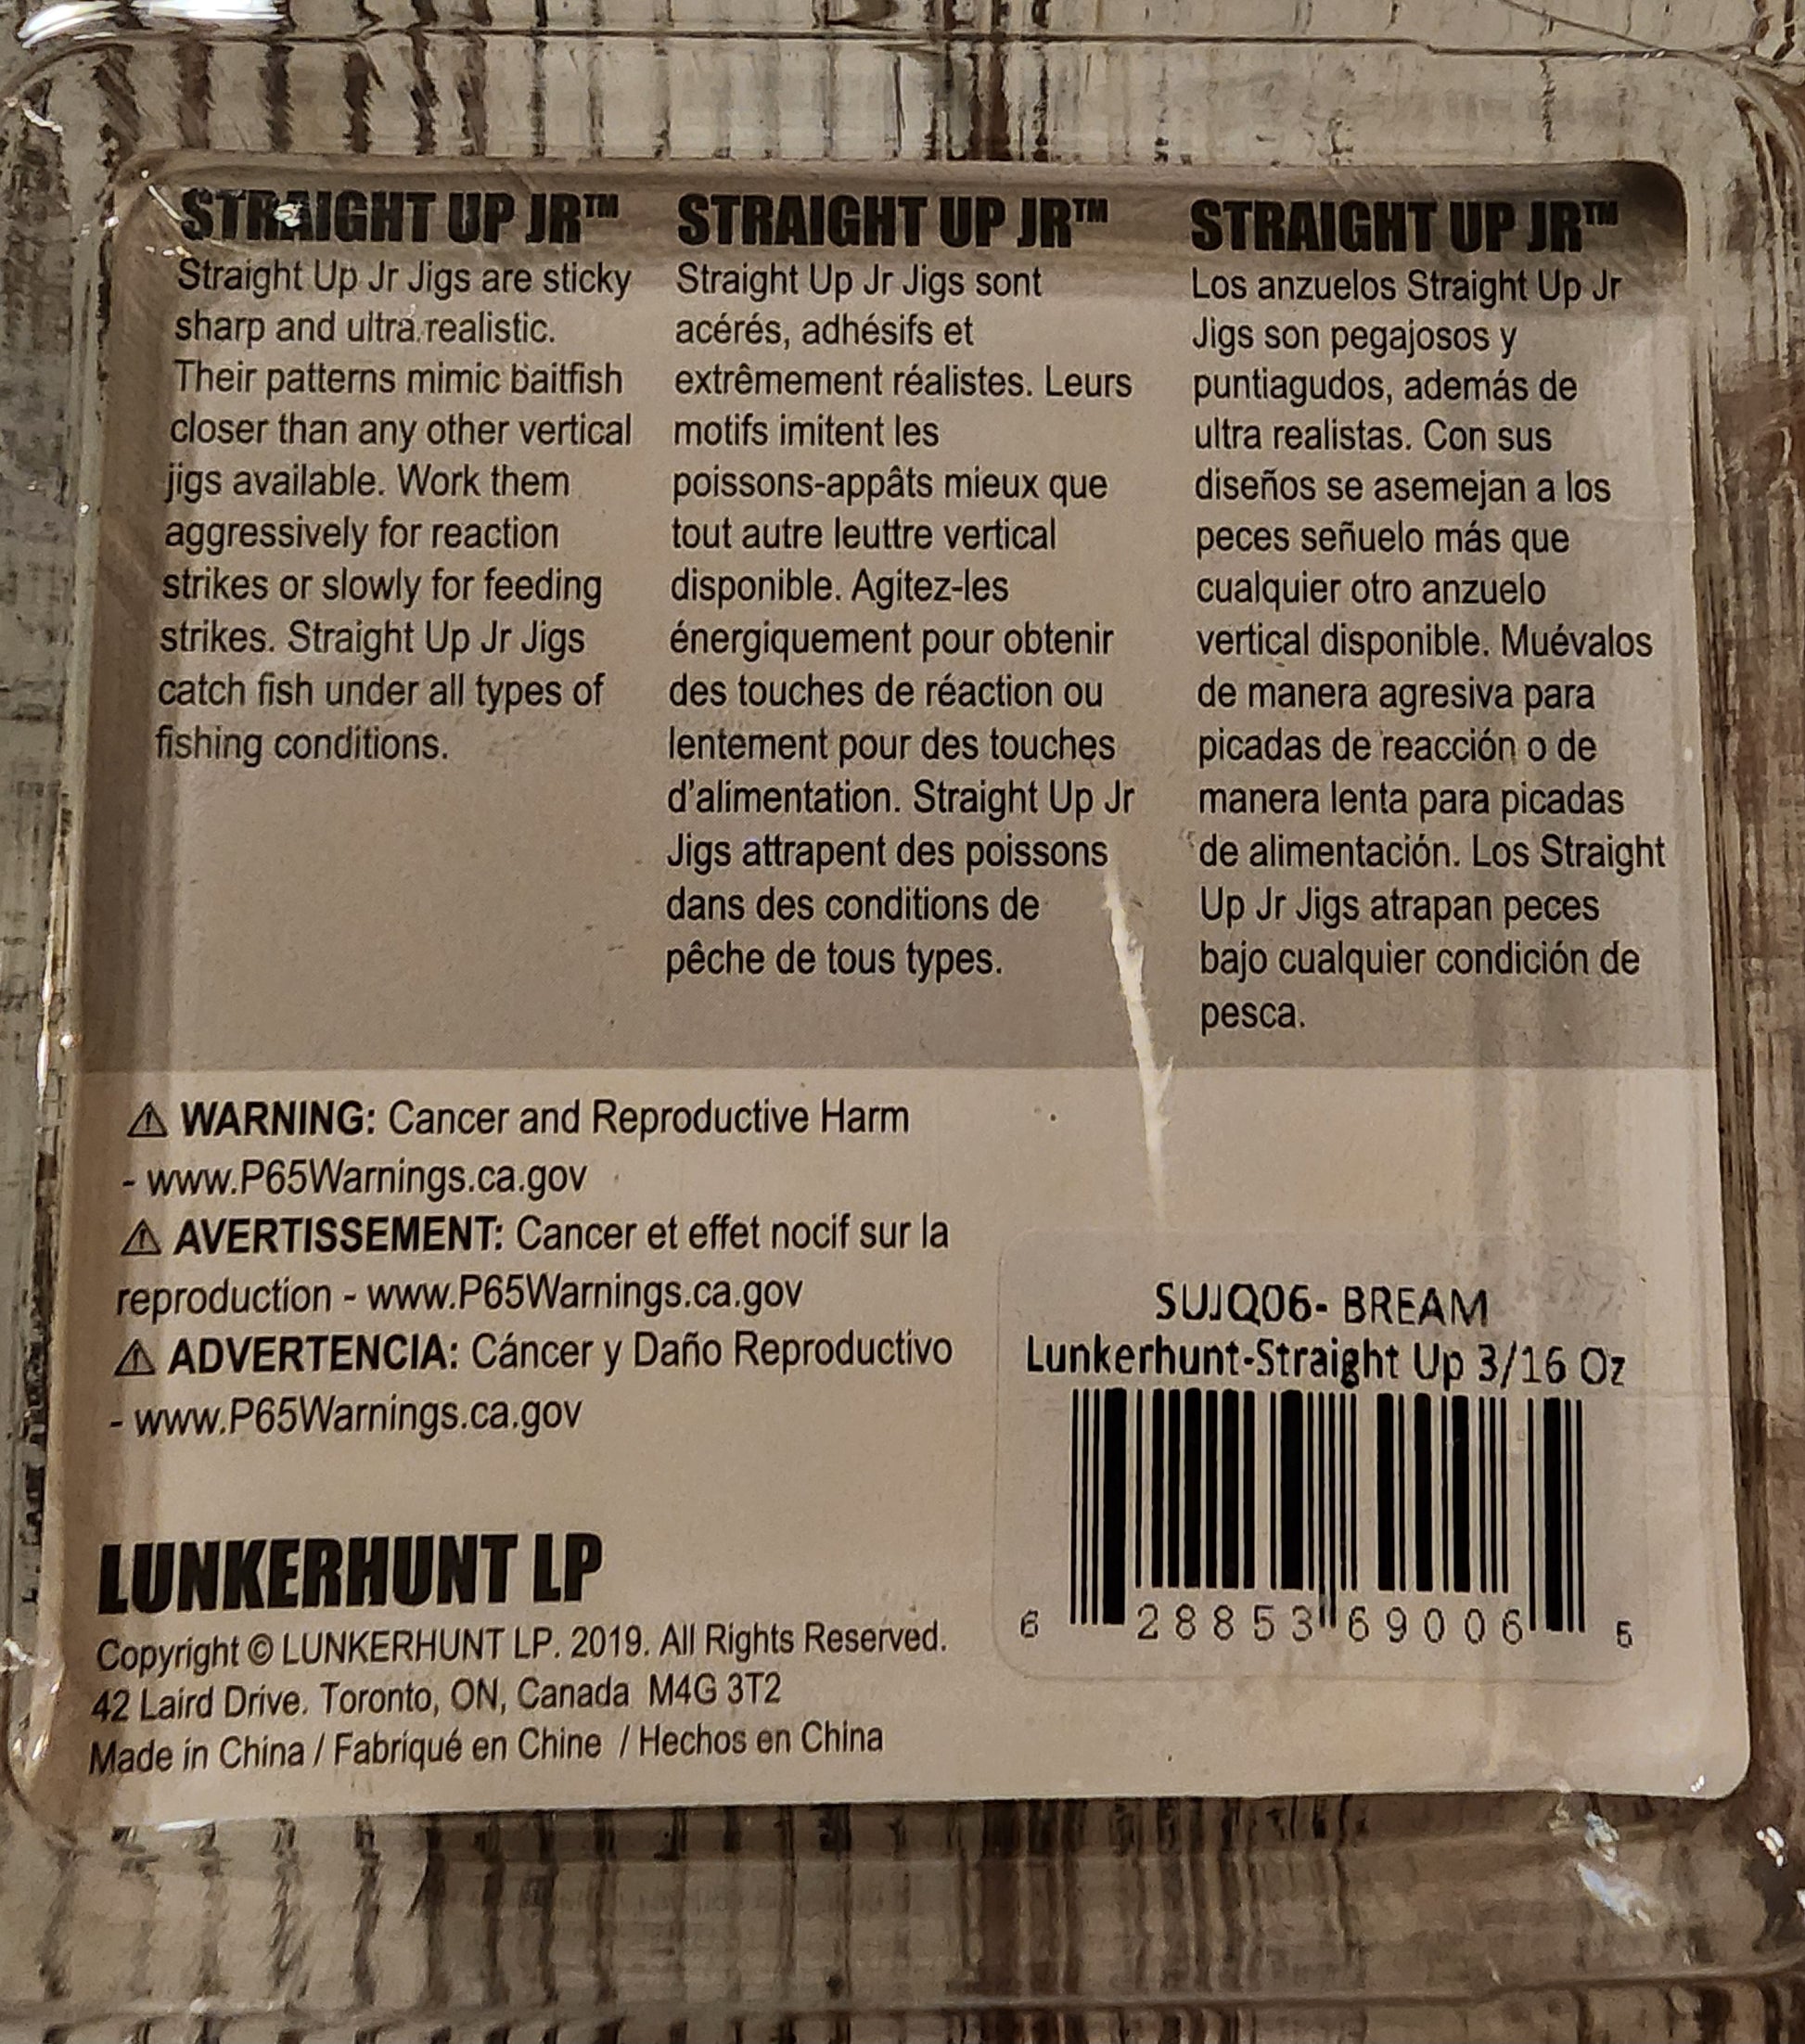 STRAIGHT UP JR™
Straight Up Jr Jigs are sticky
sharp and ultra realistic.
Their patterns mimic baitfish
closer than any other vertical
jigs available. Work them
aggressively for reaction
strikes or slowly for feeding
strikes. Straight Up Jr Jigs
catch fish under all types of
fishing conditions.
STRAIGHT UP JR™
Straight Up Jr Jigs sont
acérés, adhésifs et
extrêmement réalistes. Leurs
motifs imitent les
poissons-appâts mieux que
tout autre leuttre vertical
disponible. Agitez-les
énergiquement pour obtenir
des touches de réaction ou
lentement pour des touches
d'alimentation. Straight Up Jr
Jigs attrapent des poissons
dans des conditions de
pêche de tous types.
STRAIGHT UP JR™
Los anzuelos Straight Up Jr
Jigs son pegajosos y
puntiagudos, además de
ultra realistas. Con sus
diseños se asemejan a los
peces señuelo más que
cualquier otro anzuelo
vertical disponible. Muévalos
de manera agresiva para
picadas de reacción o de
manera lenta para picadas
de alimentación. Los Straight
Up Jr Jigs atrapan peces
bajo cualquier condición de
pesca.
⚠ WARNING: Cancer and Reproductive Harm
- www.P65Warnings.ca.gov
⚠ AVERTISSEMENT: Cancer et effet nocif sur la
reproduction - www.P65Warnings.ca.gov
⚠ ADVERTENCIA: Cáncer y Daño Reproductivo
- www.P65Warnings.ca.gov
LUNKERHUNT LP
Copyright © LUNKERHUNT LP. 2019. All Rights Reserved.
42 Laird Drive. Toronto, ON, Canada M4G 3T2
Made in China / Fabriqué en Chine / Hechos en China
SUJQ06- BREAM
Lunkerhunt-Straight Up 3/16 Oz
6 28853 69006 5